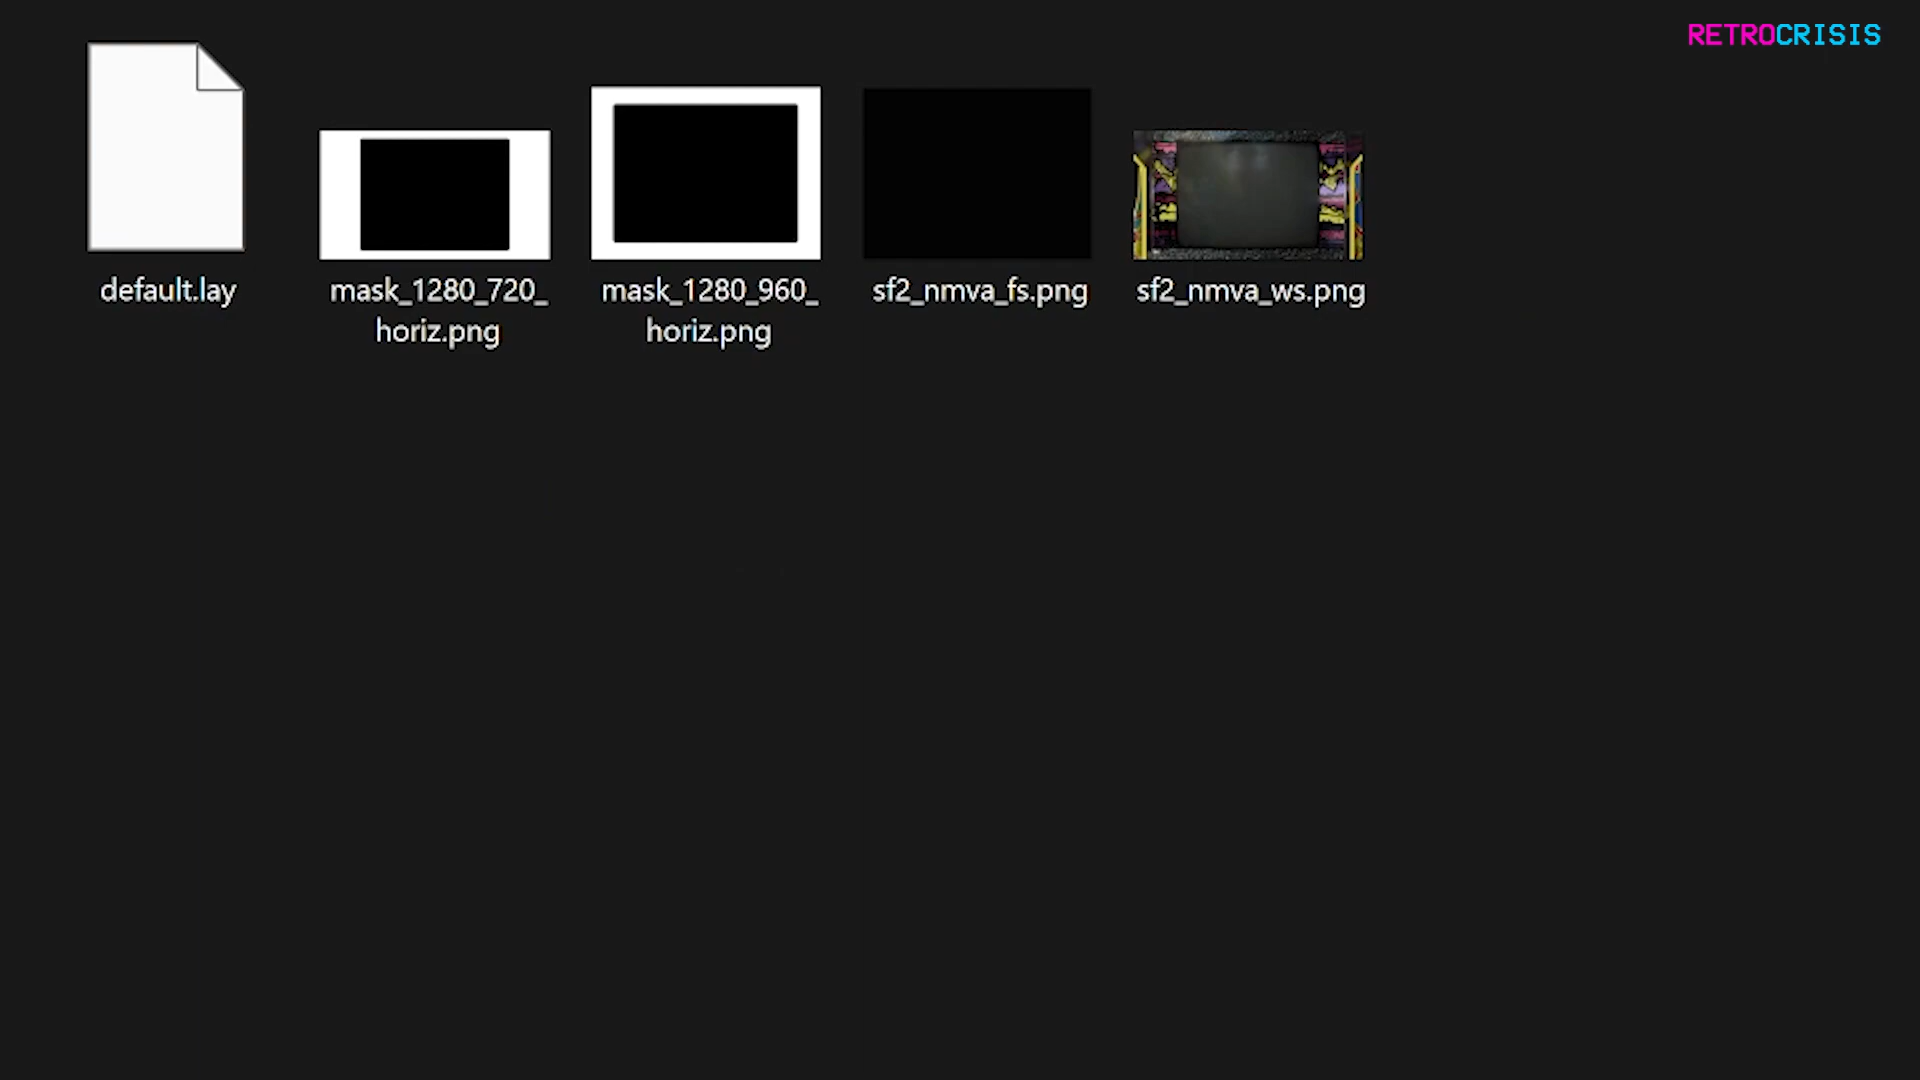 RETROCRISIS
default.lay
mask_1280_720_
horiz.png
mask_1280_960_
horiz.png
sf2_nmva_fs.png
sf2_nmva_ws.png